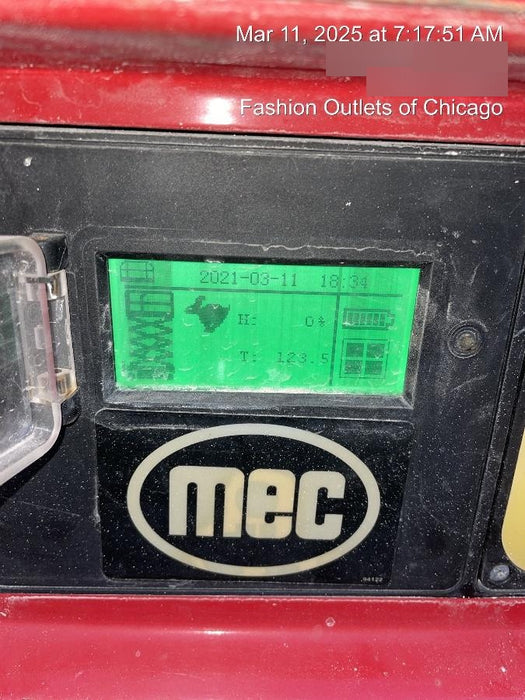 Mar 11, 2025 at 7:17:51 AM
Fashion Outlets of Chicago
2021-03-11 18:34
H: 0%
T: 123.5
mec
94122